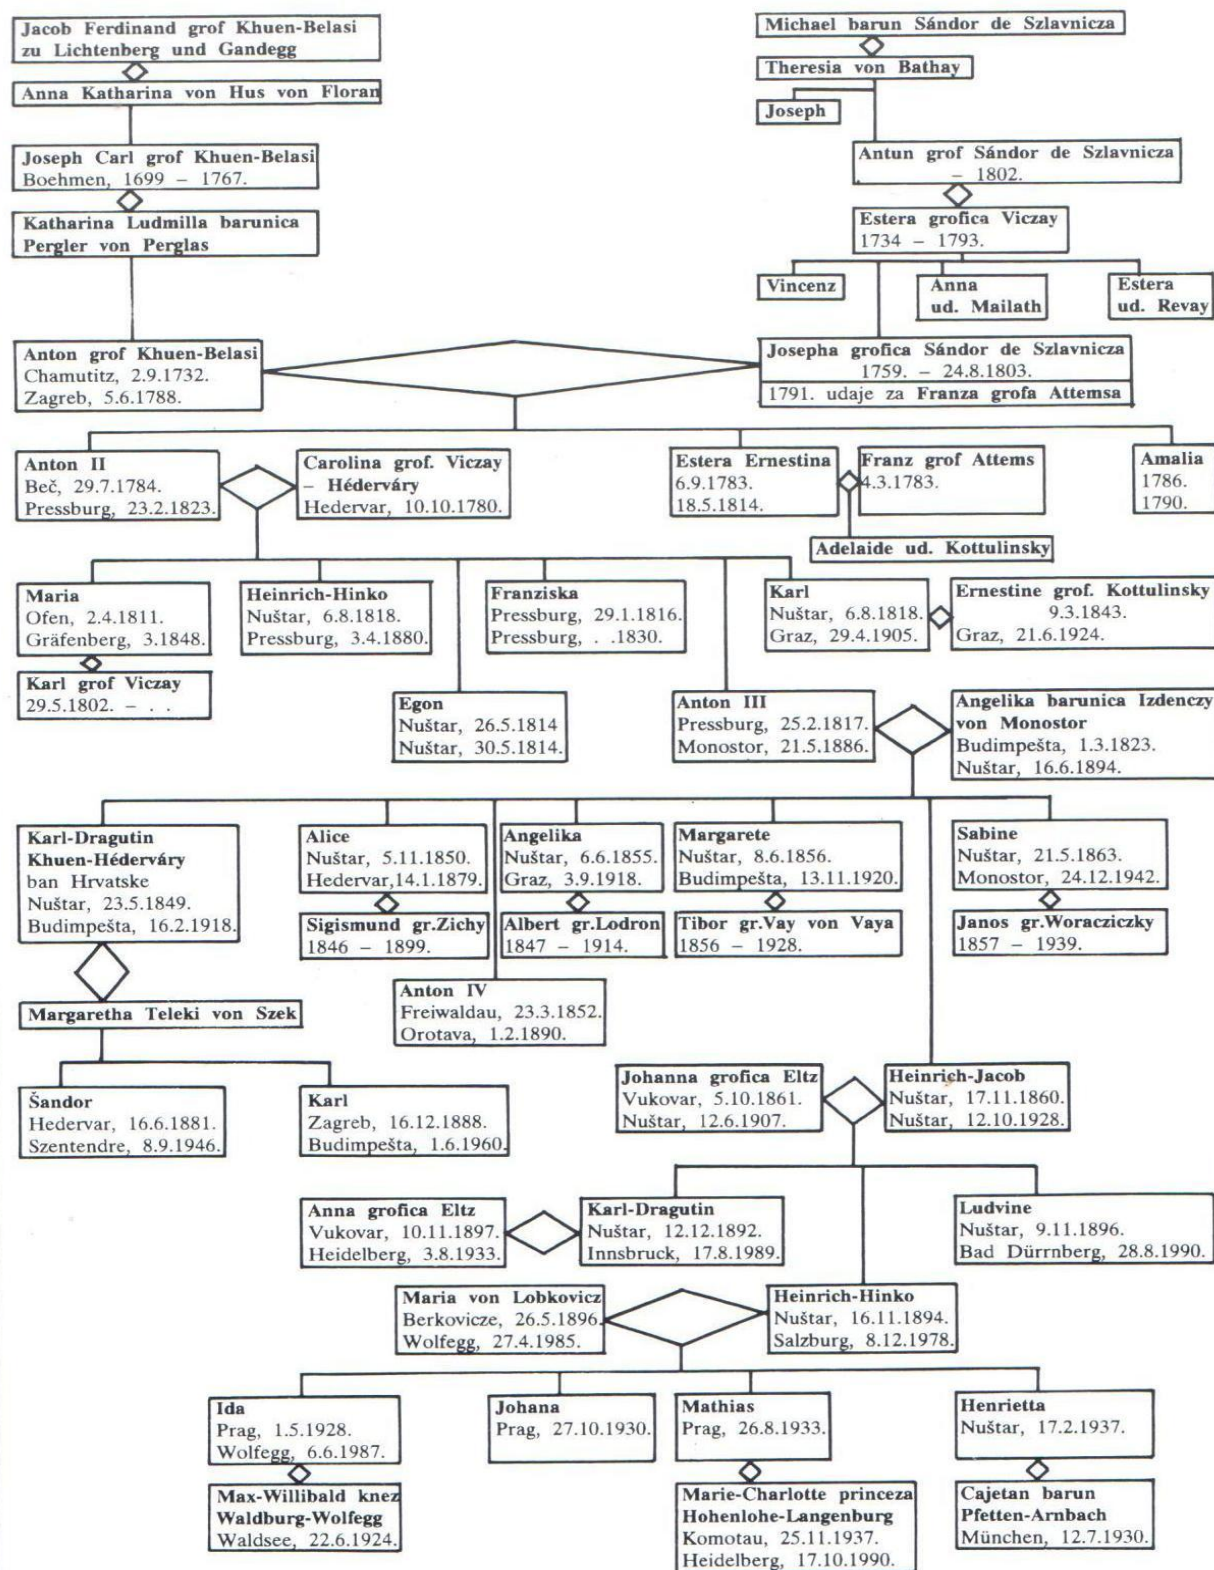 Jacob Ferdinand grof Khuen-Belasi
zu Lichtenberg und Gandegg
Anna Katharina von Hus von Floran
Michael barun Sándor de Szlavnicza
Theresia von Bathay
Joseph
Joseph Carl grof Khuen-Belasi
Boehmen, 1699 – 1767.
Katharina Ludmilla barunica
Pergler von Perglas
Antun grof Sándor de Szlavnicza
– 1802.
Estera grofica Viczay
1734 – 1793.
Vincenz
Anna
ud. Mailath
Estera
ud. Revay
Anton grof Khuen-Belasi
Chamutitz, 2.9.1732.
Zagreb, 5.6.1788.
Josepha grofica Sándor de Szlavnicza
1759. – 24.8.1803.
1791. udaje za Franza grofa Attemsa
Anton II
Beč, 29.7.1784.
Pressburg, 23.2.1823.
Carolina grof. Viczay
– Héderváry
Hedervar, 10.10.1780.
Estera Ernestina
6.9.1783.
18.5.1814.
Franz grof Attems
4.3.1783.
Amalia
1786.
1790.
Adelaide ud. Kottulinsky
Maria
Ofen, 2.4.1811.
Gräfenberg, 3.1848.
Karl grof Viczay
29.5.1802. – . .
Heinrich-Hinko
Nuštar, 6.8.1818.
Pressburg, 3.4.1880.
Franziska
Pressburg, 29.1.1816.
Pressburg, . .1830.
Karl
Nuštar, 6.8.1818.
Graz, 29.4.1905.
Ernestine grof. Kottulinsky
9.3.1843.
Graz, 21.6.1924.
Egon
Nuštar, 26.5.1814
Nuštar, 30.5.1814.
Anton III
Pressburg, 25.2.1817.
Monostor, 21.5.1886.
Angelika barunica Izdenczy
von Monostor
Budimpešta, 1.3.1823.
Nuštar, 16.6.1894.
Karl-Dragutin
Khuen-Héderváry
ban Hrvatske
Nuštar, 23.5.1849.
Budimpešta, 16.2.1918.
Margaretha Teleki von Szek
Alice
Nuštar, 5.11.1850.
Hedervar,14.1.1879.
Sigismund gr.Zichy
1846 – 1899.
Angelika
Nuštar, 6.6.1855.
Graz, 3.9.1918.
Albert gr.Lodron
1847 – 1914.
Margarete
Nuštar, 8.6.1856.
Budimpešta, 13.11.1920.
Tibor gr.Vay von Vaya
1856 – 1928.
Sabine
Nuštar, 21.5.1863.
Monostor, 24.12.1942.
Janos gr.Woracziczky
1857 – 1939.
Anton IV
Freiwaldau, 23.3.1852.
Orotava, 1.2.1890.
Šandor
Hedervar, 16.6.1881.
Szentendre, 8.9.1946.
Karl
Zagreb, 16.12.1888.
Budimpešta, 1.6.1960.
Johanna grofica Eltz
Vukovar, 5.10.1861.
Nuštar, 12.6.1907.
Heinrich-Jacob
Nuštar, 17.11.1860.
Nuštar, 12.10.1928.
Anna grofica Eltz
Vukovar, 10.11.1897.
Heidelberg, 3.8.1933.
Karl-Dragutin
Nuštar, 12.12.1892.
Innsbruck, 17.8.1989.
Ludvine
Nuštar, 9.11.1896.
Bad Dürrnberg, 28.8.1990.
Maria von Lobkovicz
Berkovicze, 26.5.1896.
Wolfegg, 27.4.1985.
Heinrich-Hinko
Nuštar, 16.11.1894.
Salzburg, 8.12.1978.
Ida
Prag, 1.5.1928.
Wolfegg, 6.6.1987.
Max-Willibald knez
Waldburg-Wolfegg
Waldsee, 22.6.1924.
Johana
Prag, 27.10.1930.
Mathias
Prag, 26.8.1933.
Marie-Charlotte princeza
Hohenlohe-Langenburg
Komotau, 25.11.1937.
Heidelberg, 17.10.1990.
Henrietta
Nuštar, 17.2.1937.
Cajetan barun
Pfetten-Arnbach
München, 12.7.1930.